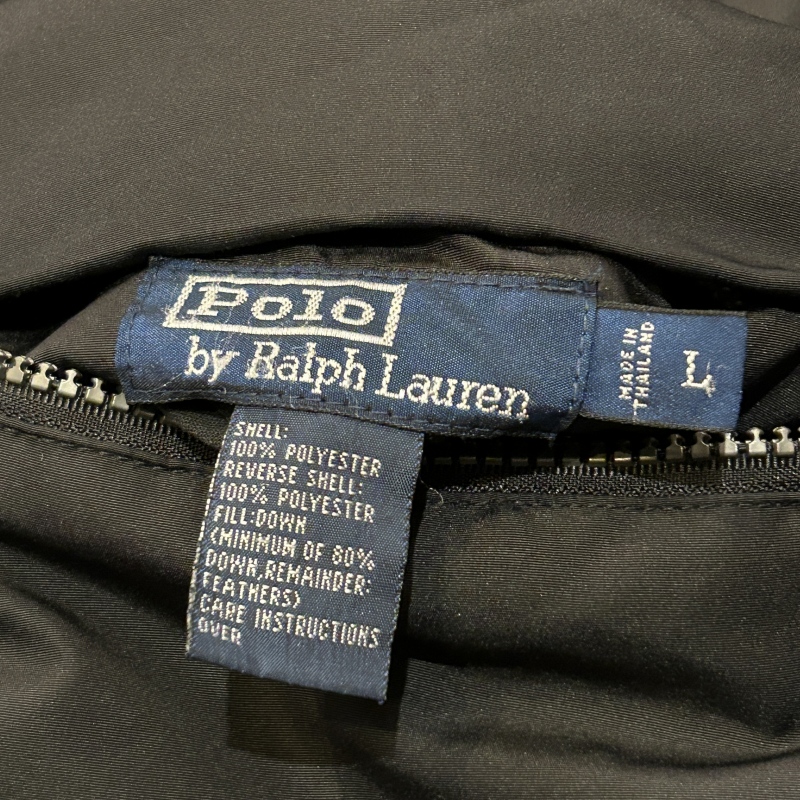 Polo
by Ralph Lauren
MADE IN
THAILAND
L
SHELL:
100% POLYESTER
REVERSE SHELL:
100% POLYESTER
FILL:DOWN
(MINIMUM OF 80%
DOWN,REMAINDER:
FEATHERS)
CARE INSTRUCTIONS
OVER